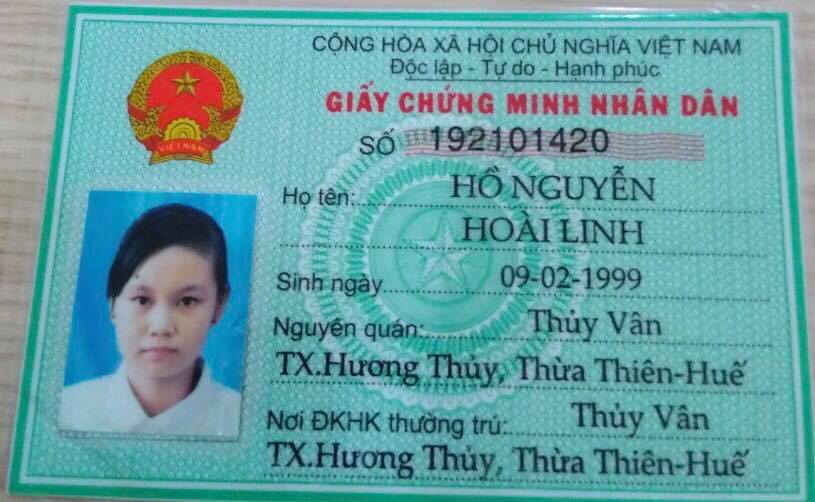 CỘNG HÒA XÃ HỘI CHỦ NGHĨA VIỆT NAM
Độc lập - Tự do - Hạnh phúc
GIẤY CHỨNG MINH NHÂN DÂN
SỐ 192101420
Họ tên: HỒ NGUYỄN
HOÀI LINH
Sinh ngày 09-02-1999
Nguyên quán: Thủy Vân
TX.Hương Thủy, Thừa Thiên-Huế
Nơi ĐKHK thường trú: Thủy Vân
TX.Hương Thủy, Thừa Thiên-Huế
VIỆT NAM